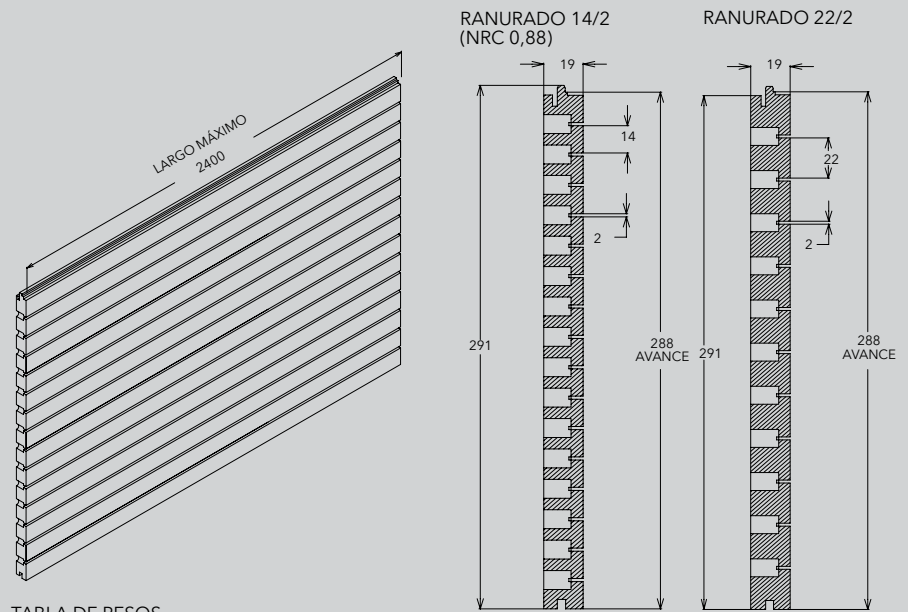 RANURADO 14/2
(NRC 0,88)
19
14
2
291
288
AVANCE
RANURADO 22/2
19
22
2
291
288
AVANCE
LARGO MÁXIMO
2400
TABLA DE PESOS